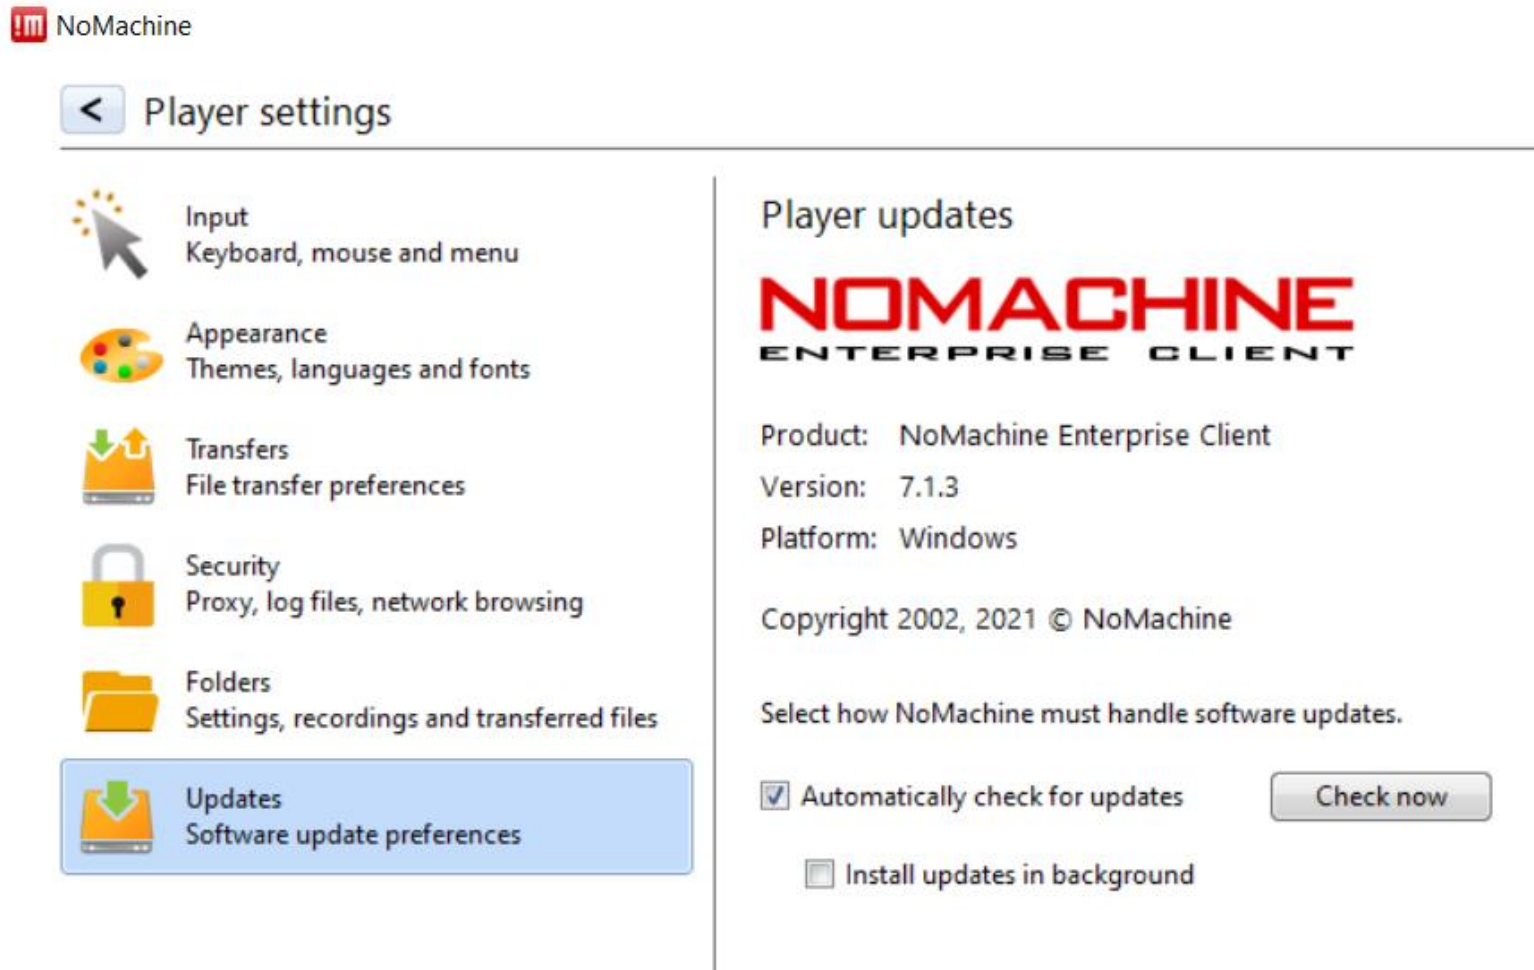 !M NoMachine
< Player settings
Input
Keyboard, mouse and menu
Appearance
Themes, languages and fonts
Transfers
File transfer preferences
Security
Proxy, log files, network browsing
Folders
Settings, recordings and transferred files
Updates
Software update preferences
Player updates
NOMACHINE
ENTERPRISE CLIENT
Product: NoMachine Enterprise Client
Version: 7.1.3
Platform: Windows
Copyright 2002, 2021 © NoMachine
Select how NoMachine must handle software updates.
Automatically check for updates
Check now
Install updates in background